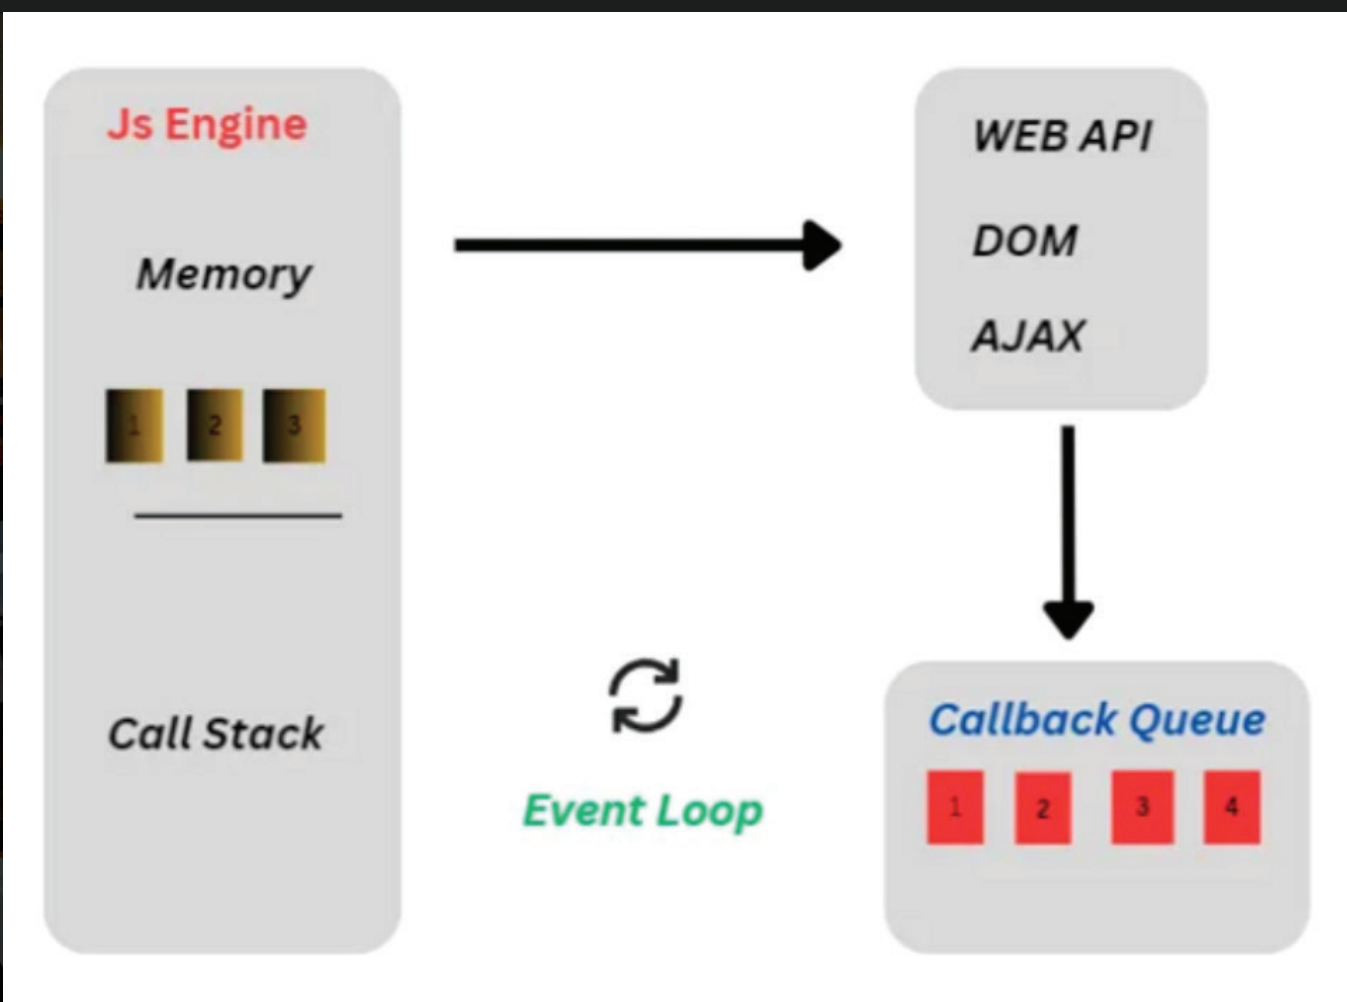 Js Engine
Memory
1 2 3
Call Stack
WEB API
DOM
AJAX
Event Loop
Callback Queue
1 2 3 4